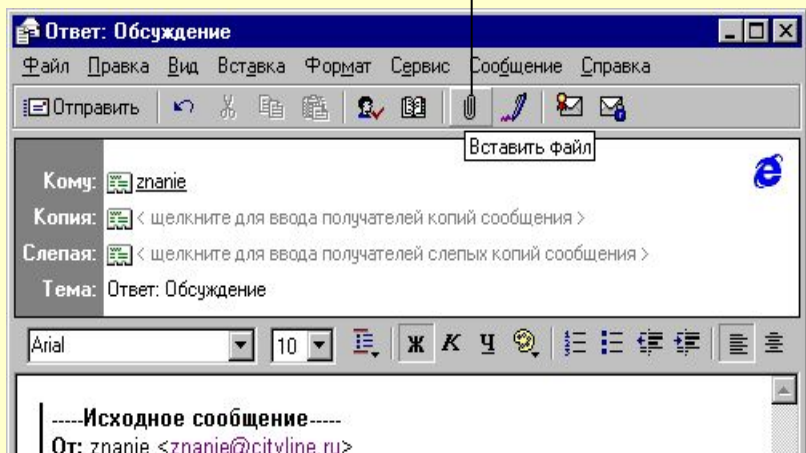 Ответ: Обсуждение
Файл Правка Вид Вставка Формат Сервис Сообщение Справка
Отправить
Вставить файл
Кому: znanie
Копия: < щелкните для ввода получателей копий сообщения >
Слепая: < щелкните для ввода получателей слепых копий сообщения >
Тема: Ответ: Обсуждение
Arial 10 Ж К Ч
-----Исходное сообщение-----
От: znanie <znanie@cityline.ru>